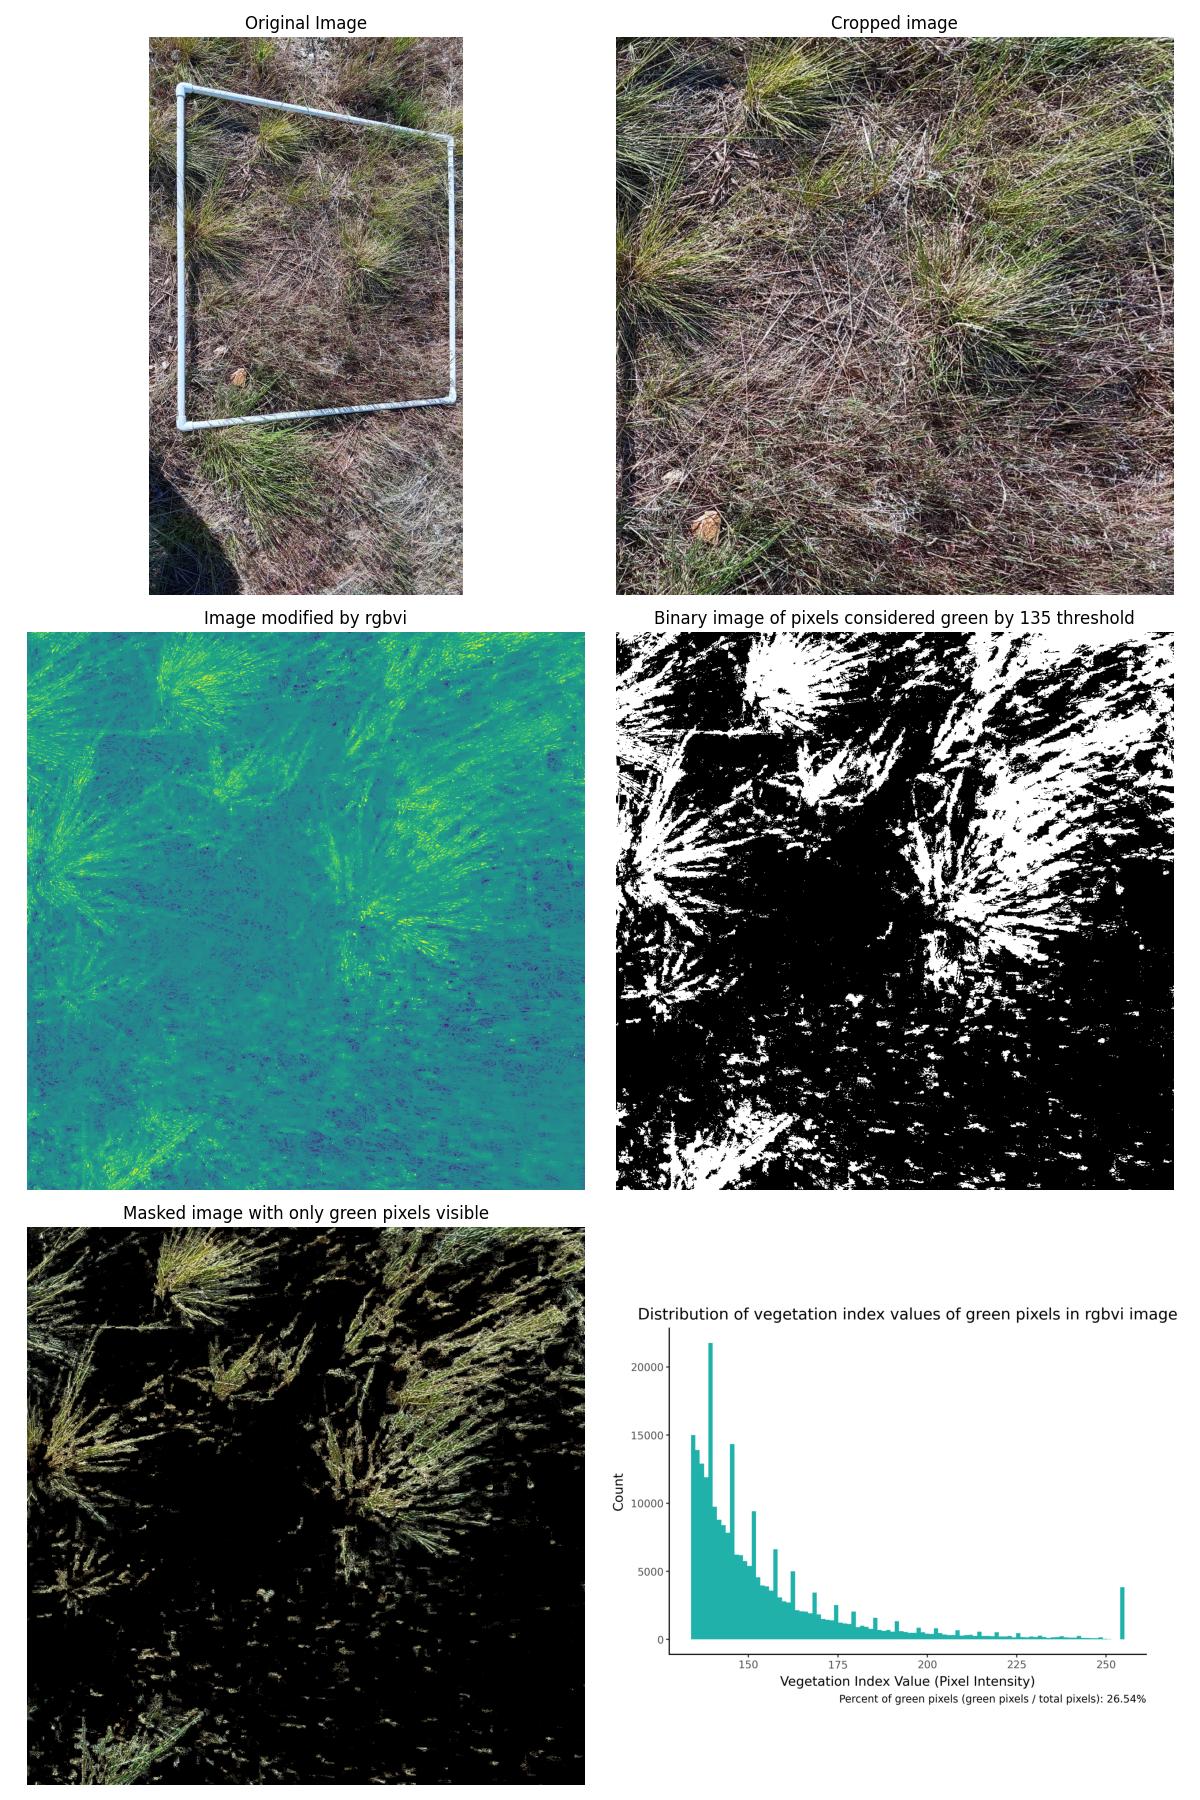 Original Image
Cropped image
Image modified by rgbvi
Binary image of pixels considered green by 135 threshold
Masked image with only green pixels visible
Distribution of vegetation index values of green pixels in rgbvi image
20000
15000
10000
5000
0
Count
150 175 200 225 250
Vegetation Index Value (Pixel Intensity)
Percent of green pixels (green pixels / total pixels): 26.54%